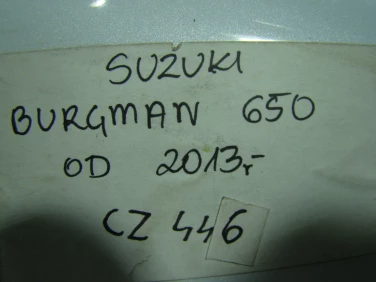 SUZUKI
BURGMAN 650
OD 2013r-
CZ 446